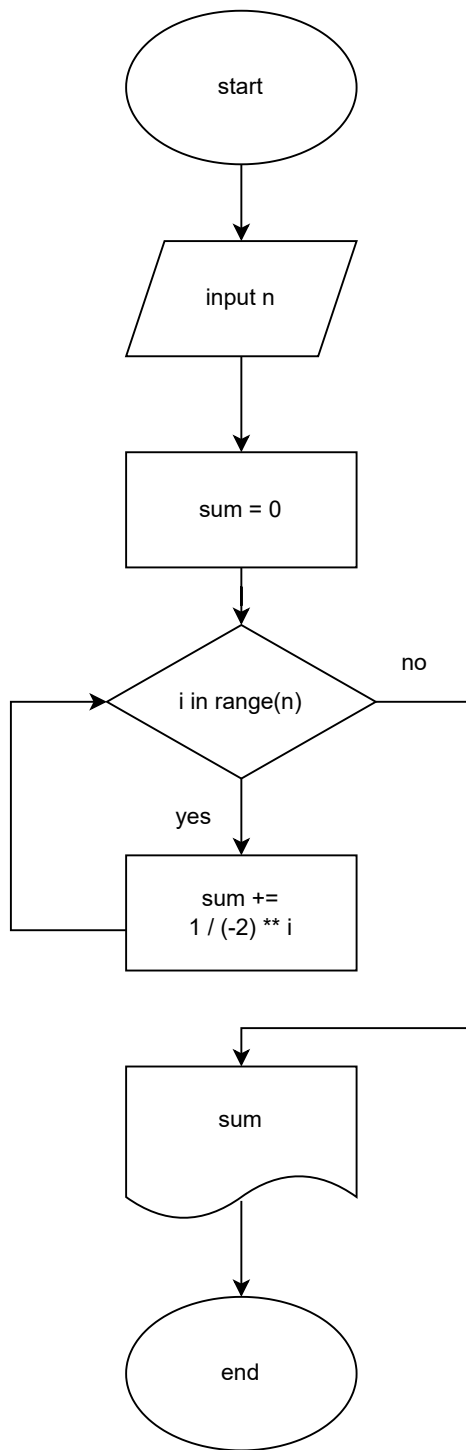 start
input n
sum = 0
i in range(n)
no
yes
sum +=
1 / (-2) ** i
sum
end